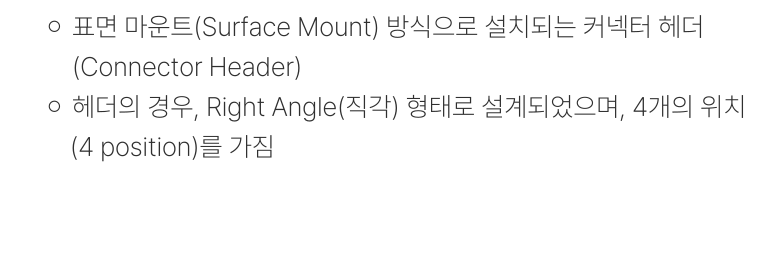 ○ 표면 마운트(Surface Mount) 방식으로 설치되는 커넥터 헤더
(Connector Header)
○ 헤더의 경우, Right Angle(직각) 형태로 설계되었으며, 4개의 위치
(4 position)를 가짐